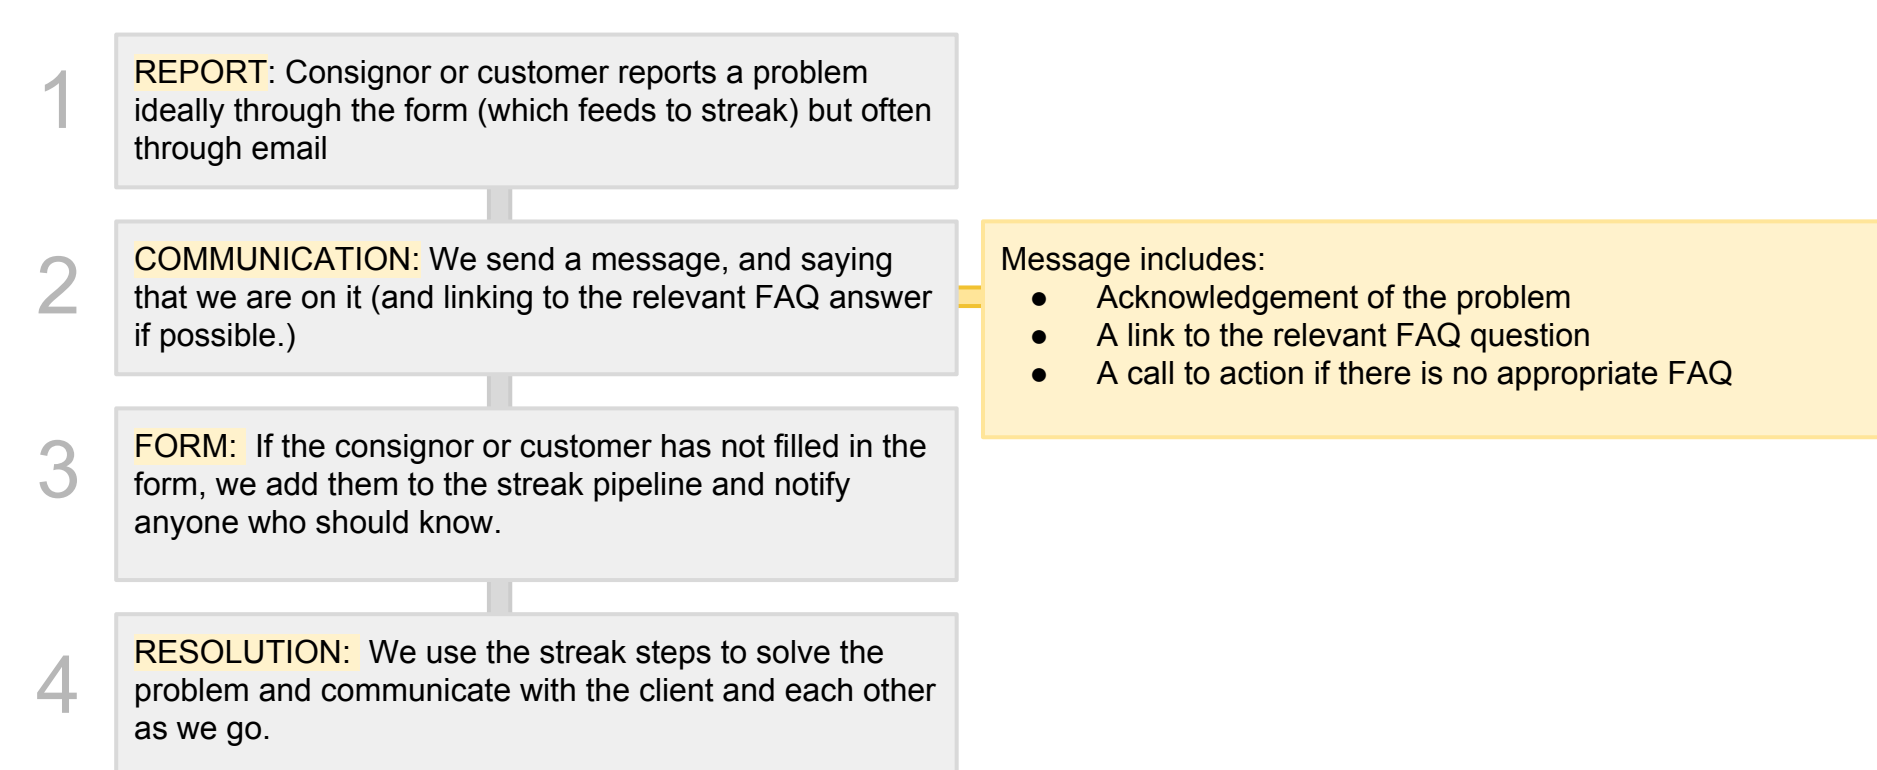 1
REPORT: Consignor or customer reports a problem
ideally through the form (which feeds to streak) but often
through email
2
COMMUNICATION: We send a message, and saying
that we are on it (and linking to the relevant FAQ answer
if possible.)
Message includes:
● Acknowledgement of the problem
● A link to the relevant FAQ question
● A call to action if there is no appropriate FAQ
3
FORM: If the consignor or customer has not filled in the
form, we add them to the streak pipeline and notify
anyone who should know.
4
RESOLUTION: We use the streak steps to solve the
problem and communicate with the client and each other
as we go.